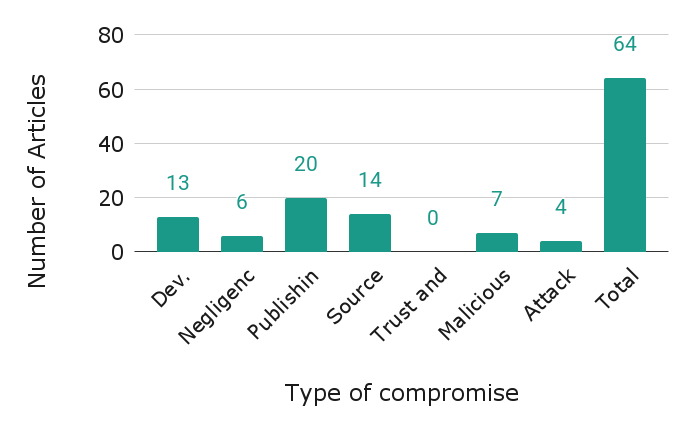 80
60
40
20
0
Number of Articles
13
6
20
14
0
7
4
64
Dev.
Negligenc
Publishin
Source
Trust and
Malicious
Attack
Total
Type of compromise